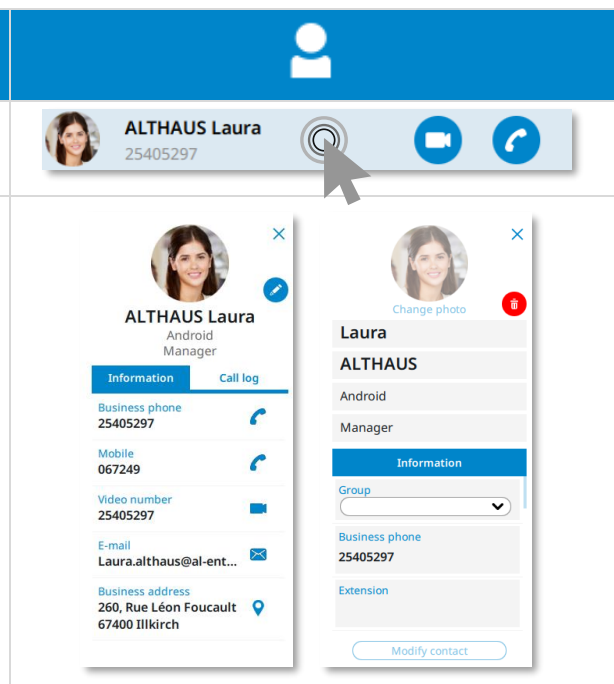 ALTHAUS Laura
25405297
ALTHAUS Laura
Android
Manager
Information
Call log
Business phone
25405297
Mobile
067249
Video number
25405297
E-mail
Laura.althaus@al-ent...
Business address
260, Rue Léon Foucault
67400 Illkirch
Change photo
Laura
ALTHAUS
Android
Manager
Information
Group
Business phone
25405297
Extension
Modify contact